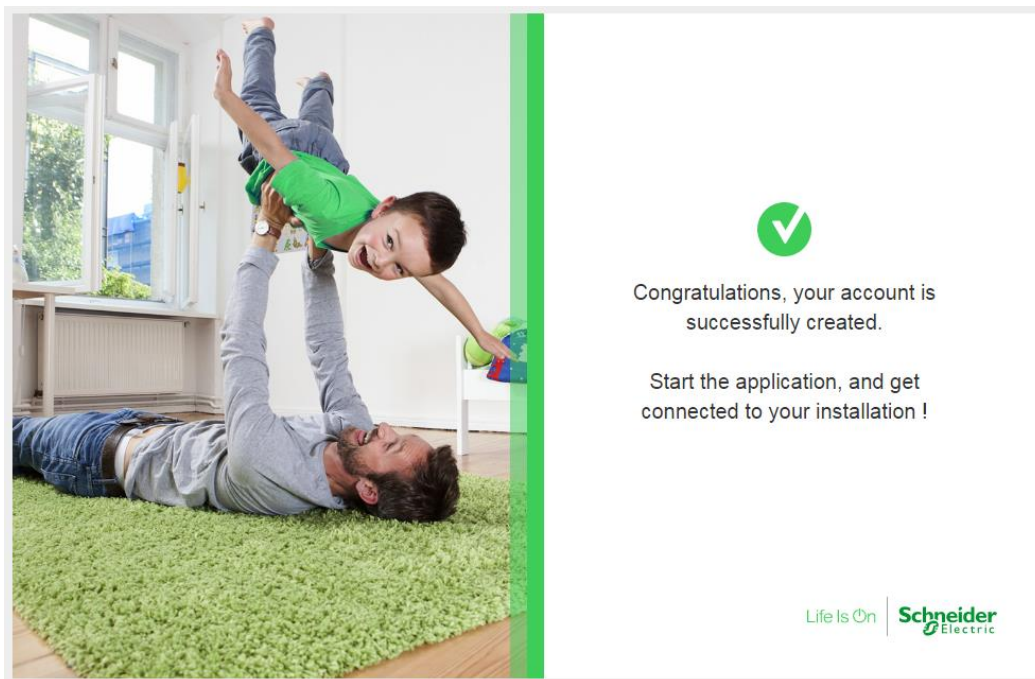 Congratulations, your account is
successfully created.
Start the application, and get
connected to your installation !
Life Is On
Schneider
Electric